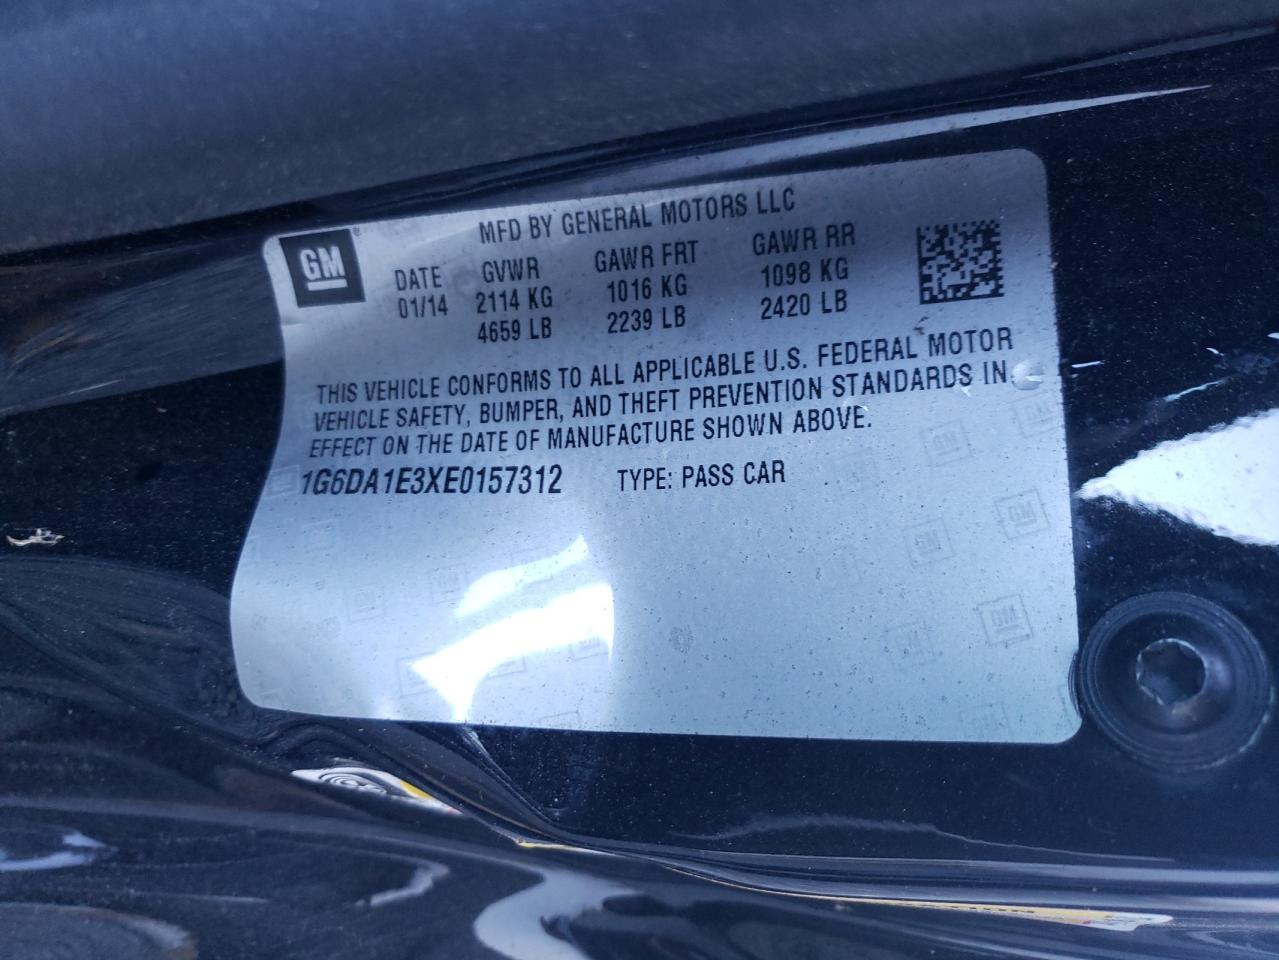 MFD BY GENERAL MOTORS LLC
GM®
DATE GVWR GAWR FRT GAWR RR
01/14 2114 KG 1016 KG 1098 KG
4659 LB 2239 LB 2420 LB
THIS VEHICLE CONFORMS TO ALL APPLICABLE U.S. FEDERAL MOTOR
VEHICLE SAFETY, BUMPER, AND THEFT PREVENTION STANDARDS IN
EFFECT ON THE DATE OF MANUFACTURE SHOWN ABOVE.
1G6DA1E3XE0157312 TYPE: PASS CAR